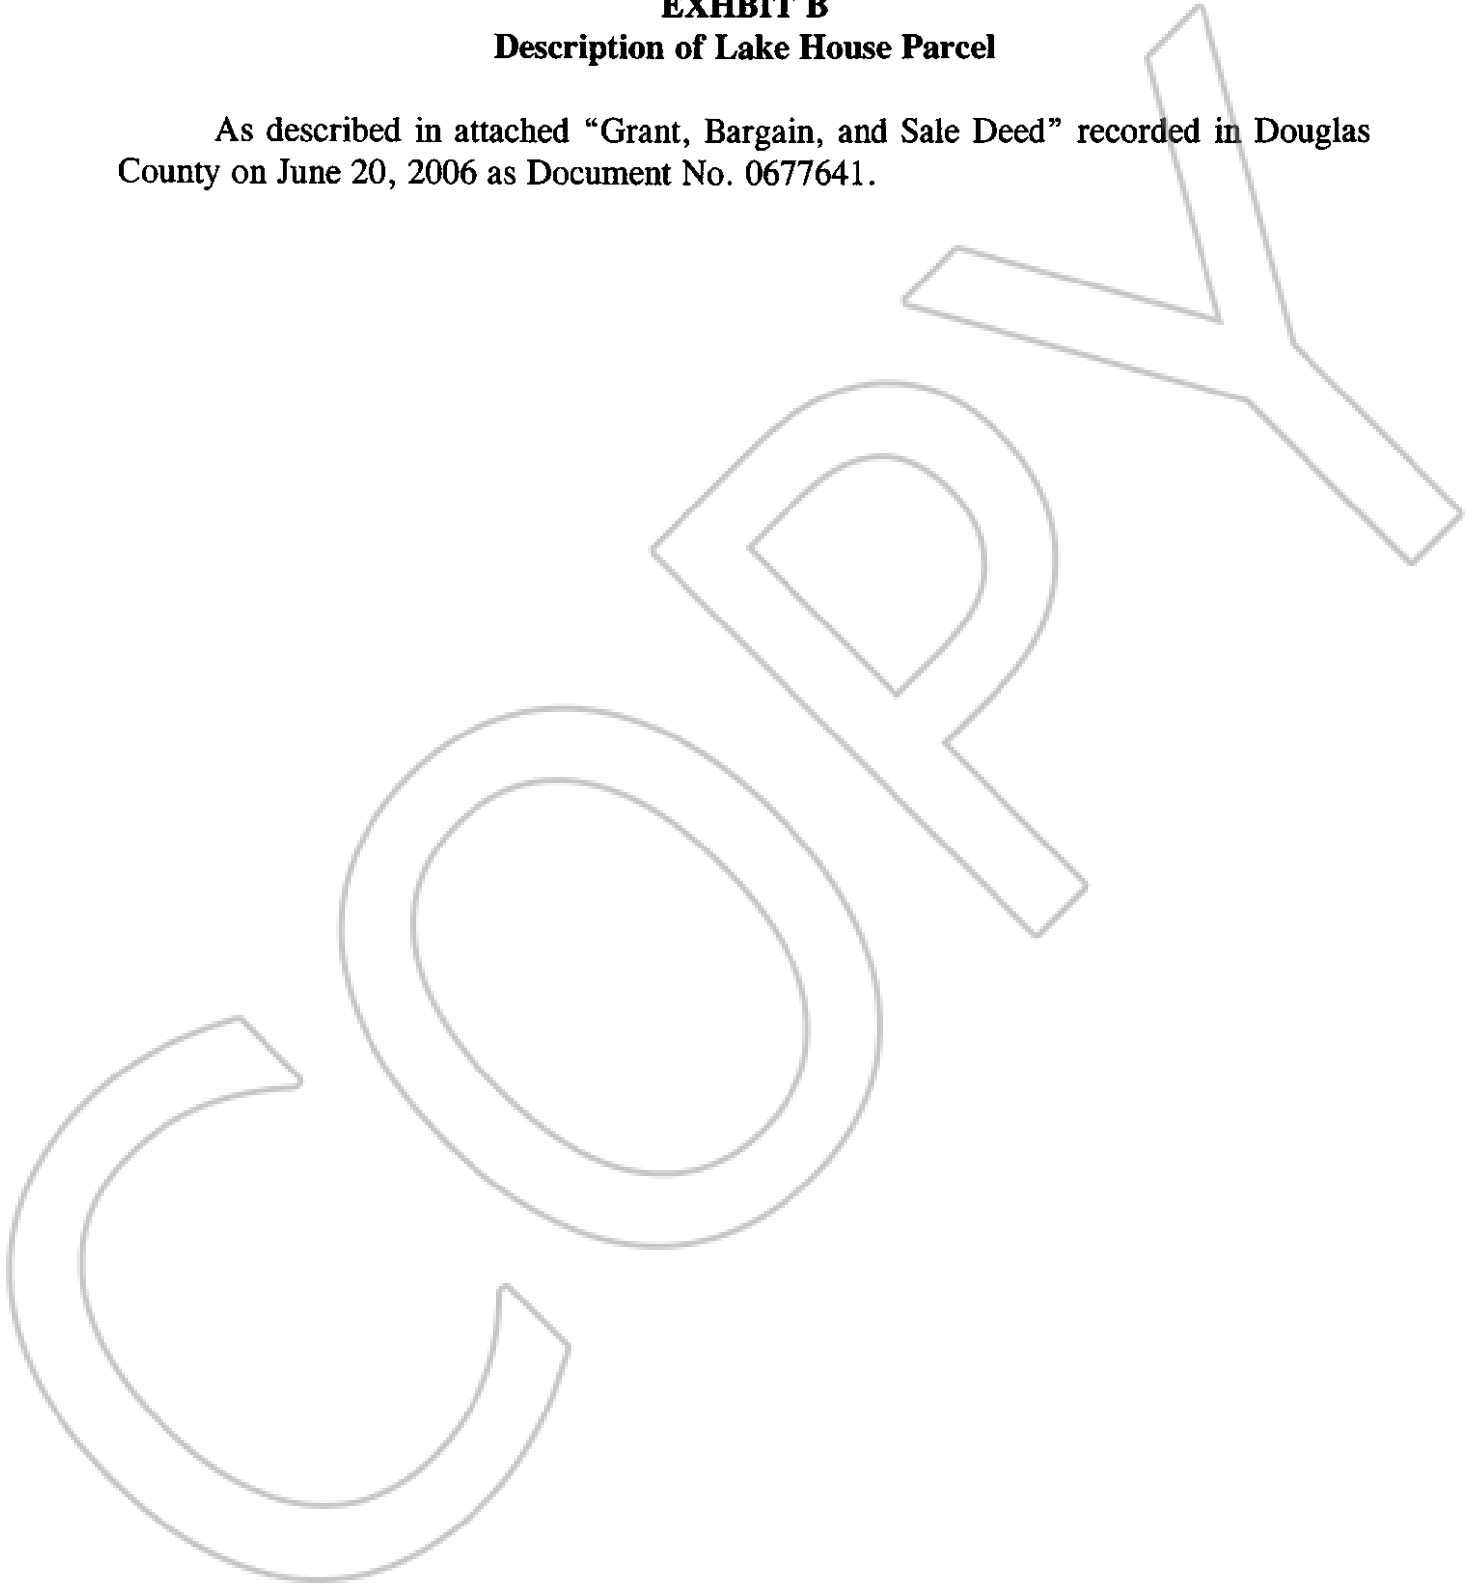 EXHBIT B
Description of Lake House Parcel
As described in attached “Grant, Bargain, and Sale Deed” recorded in Douglas
County on June 20, 2006 as Document No. 0677641.
COPY